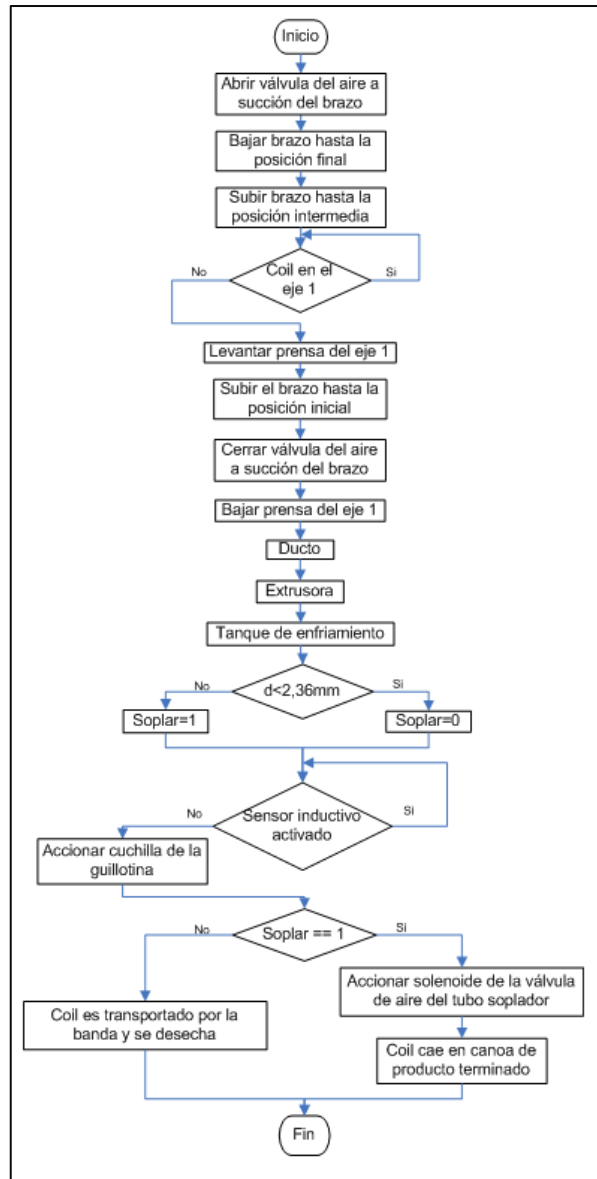 Inicio
Abrir válvula del aire a
succión del brazo
Bajar brazo hasta la
posición final
Subir brazo hasta la
posición intermedia
Coil en el
eje 1
No
Si
Levantar prensa del eje 1
Subir el brazo hasta la
posición inicial
Cerrar válvula del aire
a succión del brazo
Bajar prensa del eje 1
Ducto
Extrusora
Tanque de enfriamiento
d<2,36mm
No
Si
Soplar=1
Soplar=0
Sensor inductivo
activado
No
Si
Accionar cuchilla de la
guillotina
Soplar == 1
No
Si
Accionar solenoide de la válvula
de aire del tubo soplador
Coil es transportado por la
banda y se desecha
Coil cae en canoa de
producto terminado
Fin